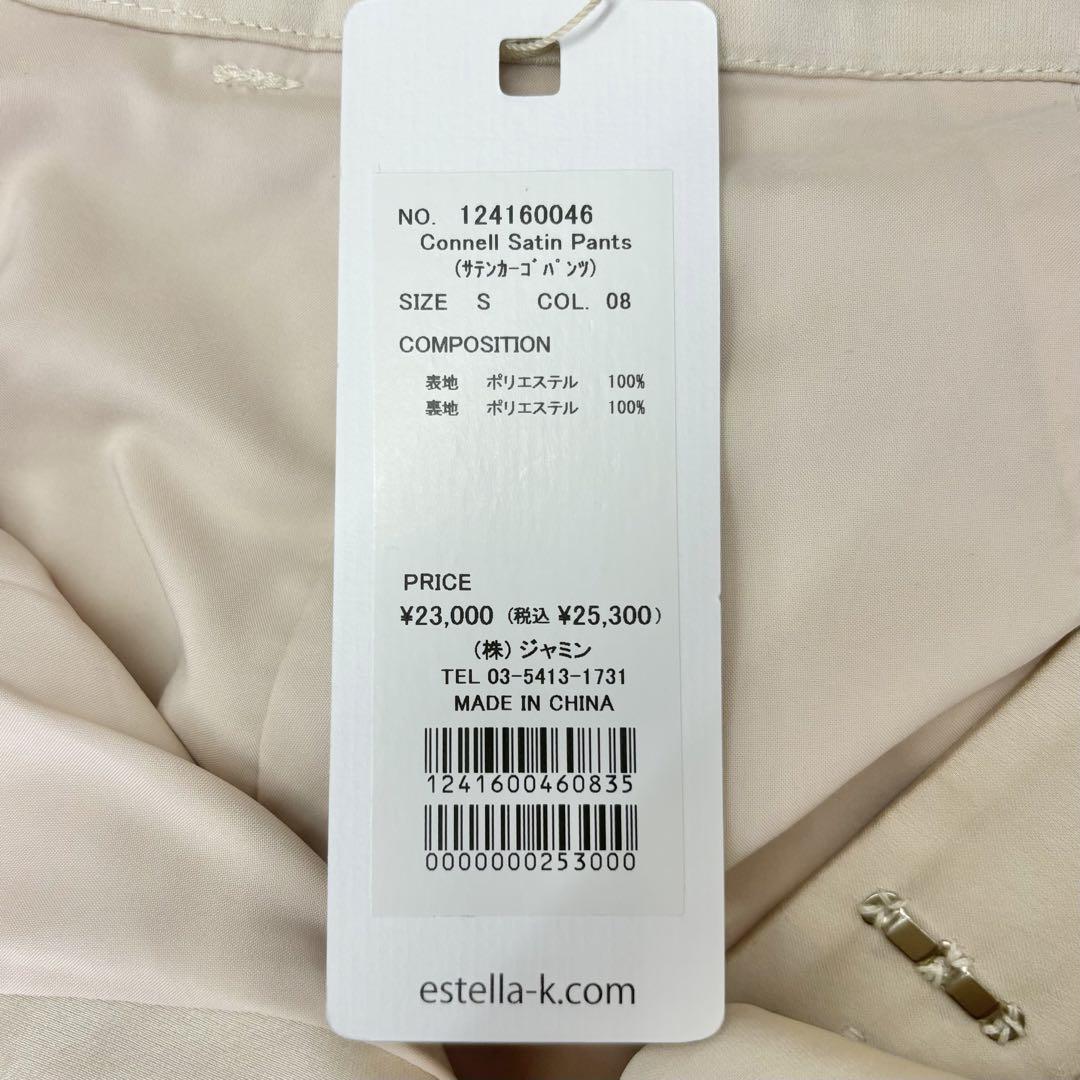 NO. 124160046
Connell Satin Pants
(ｻﾃﾝｶｰｺﾞﾊﾟﾝﾂ)
SIZE S COL. 08
COMPOSITION
表地 ポリエステル 100%
裏地 ポリエステル 100%
PRICE
¥23,000 (税込 ¥25,300)
(株) ジャミン
TEL 03-5413-1731
MADE IN CHINA
1241600460835
0000000253000
estella-k.com